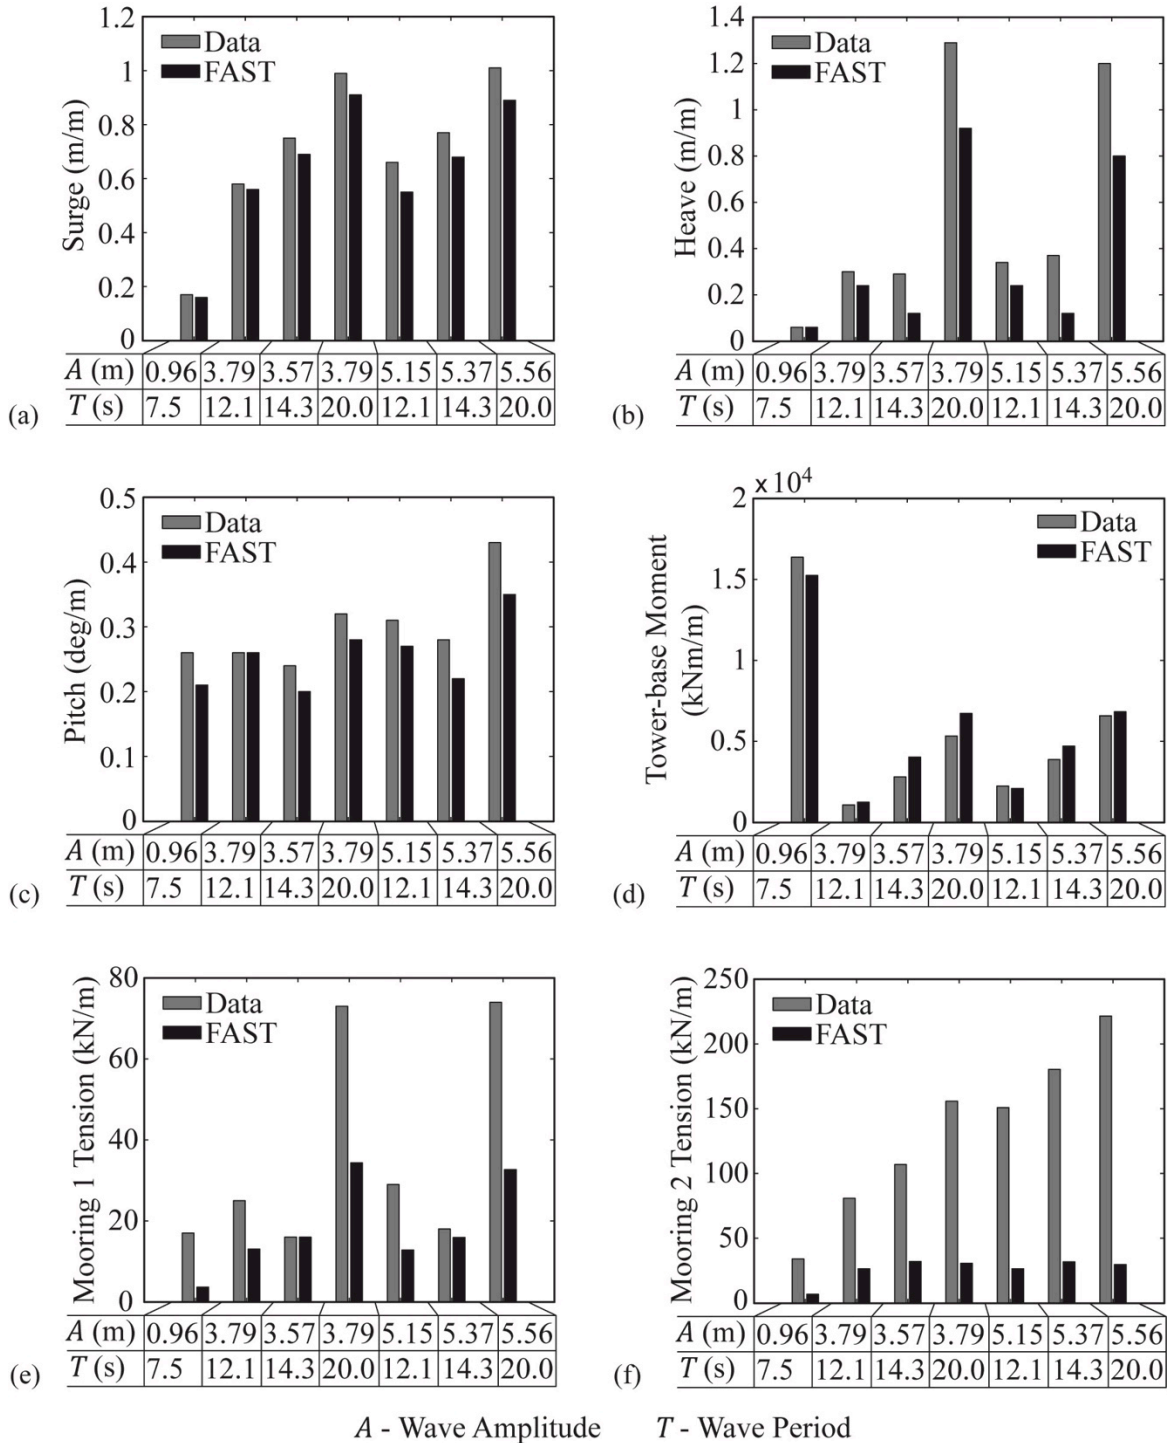 1.2
1
0.8
0.6
0.4
0.2
0
Surge (m/m)
Data
FAST
A (m) 0.96 3.79 3.57 3.79 5.15 5.37 5.56
T (s) 7.5 12.1 14.3 20.0 12.1 14.3 20.0
(a)
1.4
1.2
1
0.8
0.6
0.4
0.2
0
Heave (m/m)
Data
FAST
A (m) 0.96 3.79 3.57 3.79 5.15 5.37 5.56
T (s) 7.5 12.1 14.3 20.0 12.1 14.3 20.0
(b)
0.5
0.4
0.3
0.2
0.1
0
Pitch (deg/m)
Data
FAST
A (m) 0.96 3.79 3.57 3.79 5.15 5.37 5.56
T (s) 7.5 12.1 14.3 20.0 12.1 14.3 20.0
(c)
2 ×10⁴
1.5
1
0.5
0
Tower-base Moment
(kNm/m)
Data
FAST
A (m) 0.96 3.79 3.57 3.79 5.15 5.37 5.56
T (s) 7.5 12.1 14.3 20.0 12.1 14.3 20.0
(d)
80
60
40
20
0
Mooring 1 Tension (kN/m)
Data
FAST
A (m) 0.96 3.79 3.57 3.79 5.15 5.37 5.56
T (s) 7.5 12.1 14.3 20.0 12.1 14.3 20.0
(e)
250
200
150
100
50
0
Mooring 2 Tension (kN/m)
Data
FAST
A (m) 0.96 3.79 3.57 3.79 5.15 5.37 5.56
T (s) 7.5 12.1 14.3 20.0 12.1 14.3 20.0
(f)
A - Wave Amplitude T - Wave Period